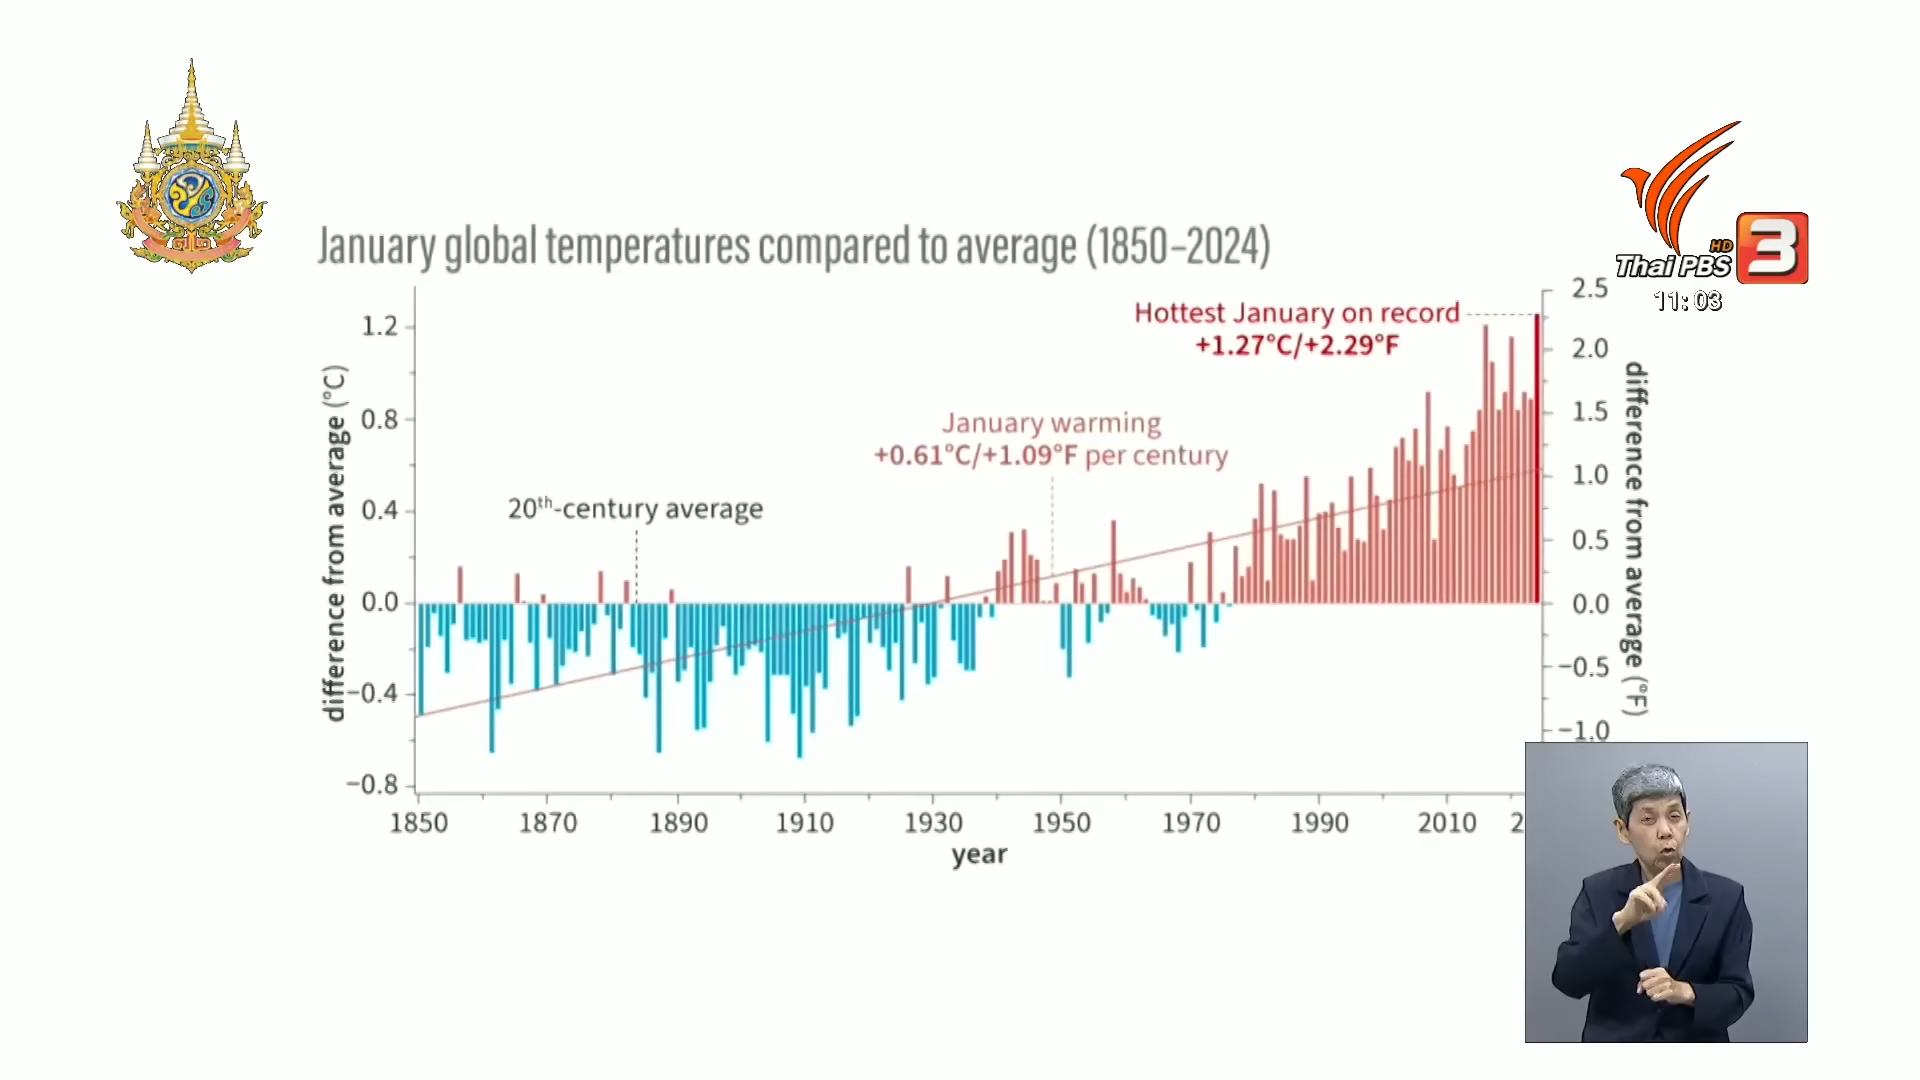 January global temperatures compared to average (1850–2024)
HD
Thai PBS
3
11:03
Hottest January on record
+1.27°C/+2.29°F
January warming
+0.61°C/+1.09°F per century
20th-century average
difference from average (°C)
1.2
0.8
0.4
0.0
−0.4
−0.8
2.5
2.0
1.5
1.0
0.5
0.0
−0.5
−1.0
difference from average (°F)
1850 1870 1890 1910 1930 1950 1970 1990 2010 2
year